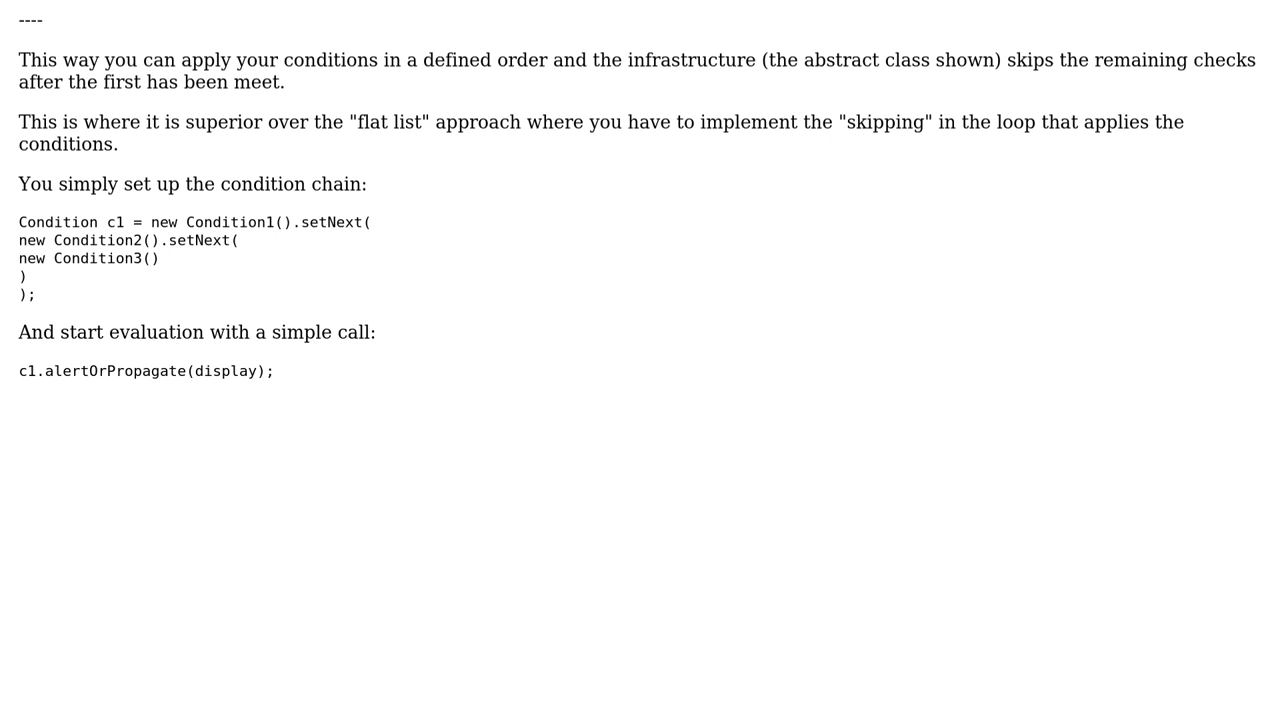 ----
This way you can apply your conditions in a defined order and the infrastructure (the abstract class shown) skips the remaining checks
after the first has been meet.
This is where it is superior over the "flat list" approach where you have to implement the "skipping" in the loop that applies the
conditions.
You simply set up the condition chain:
Condition c1 = new Condition1().setNext(
new Condition2().setNext(
new Condition3()
)
);
And start evaluation with a simple call:
c1.alertOrPropagate(display);